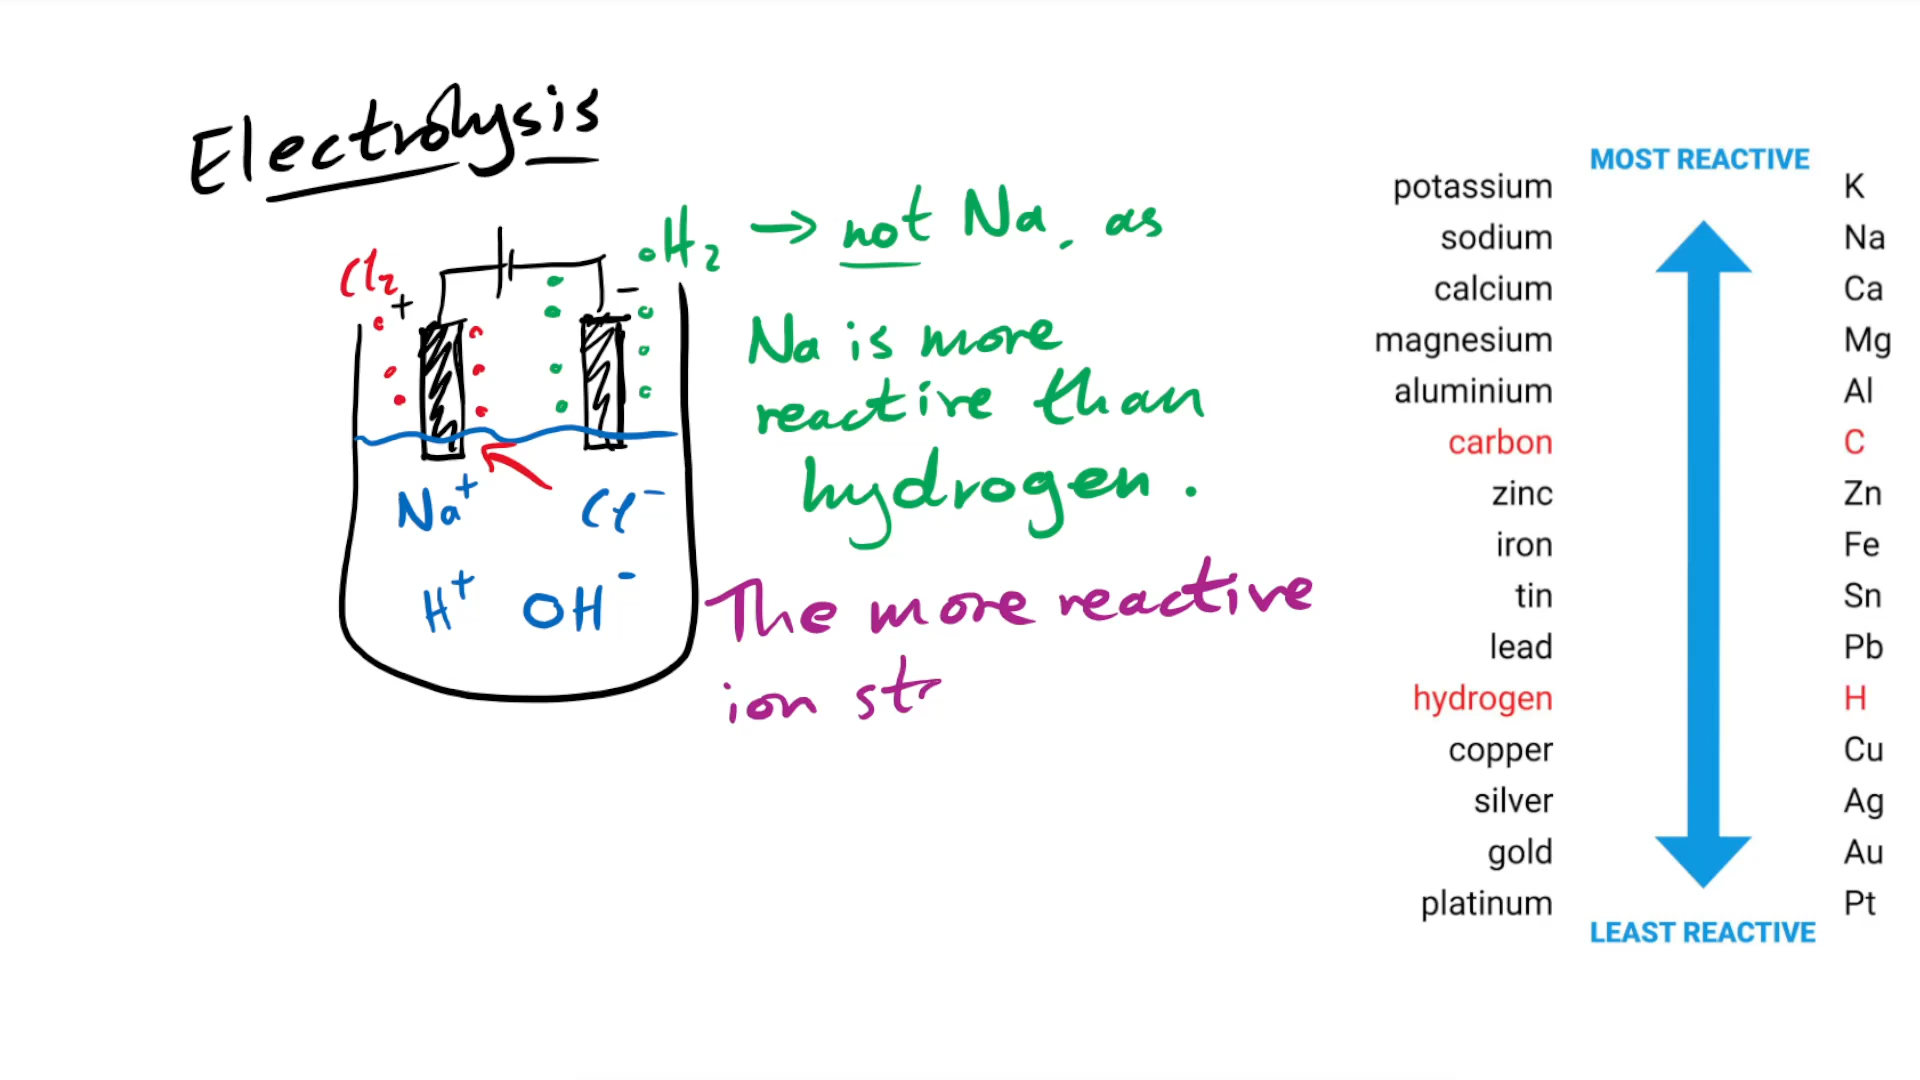 Electrolysis
Cl₂
+
H₂ → not Na, as
−
Na is more
reactive than
hydrogen.
Na⁺ Cl⁻
H⁺ OH⁻
The more reactive
ion st
MOST REACTIVE
potassium K
sodium Na
calcium Ca
magnesium Mg
aluminium Al
carbon C
zinc Zn
iron Fe
tin Sn
lead Pb
hydrogen H
copper Cu
silver Ag
gold Au
platinum Pt
LEAST REACTIVE